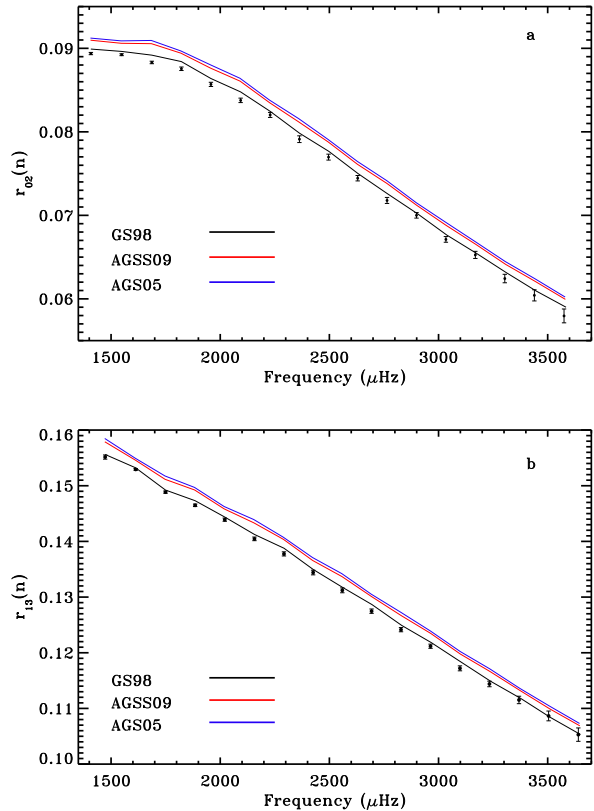 a
0.09
0.08
0.07
0.06
r02(n)
GS98
AGSS09
AGS05
1500 2000 2500 3000 3500
Frequency (μHz)
b
0.16
0.15
0.14
0.13
0.12
0.11
0.10
r13(n)
GS98
AGSS09
AGS05
1500 2000 2500 3000 3500
Frequency (μHz)